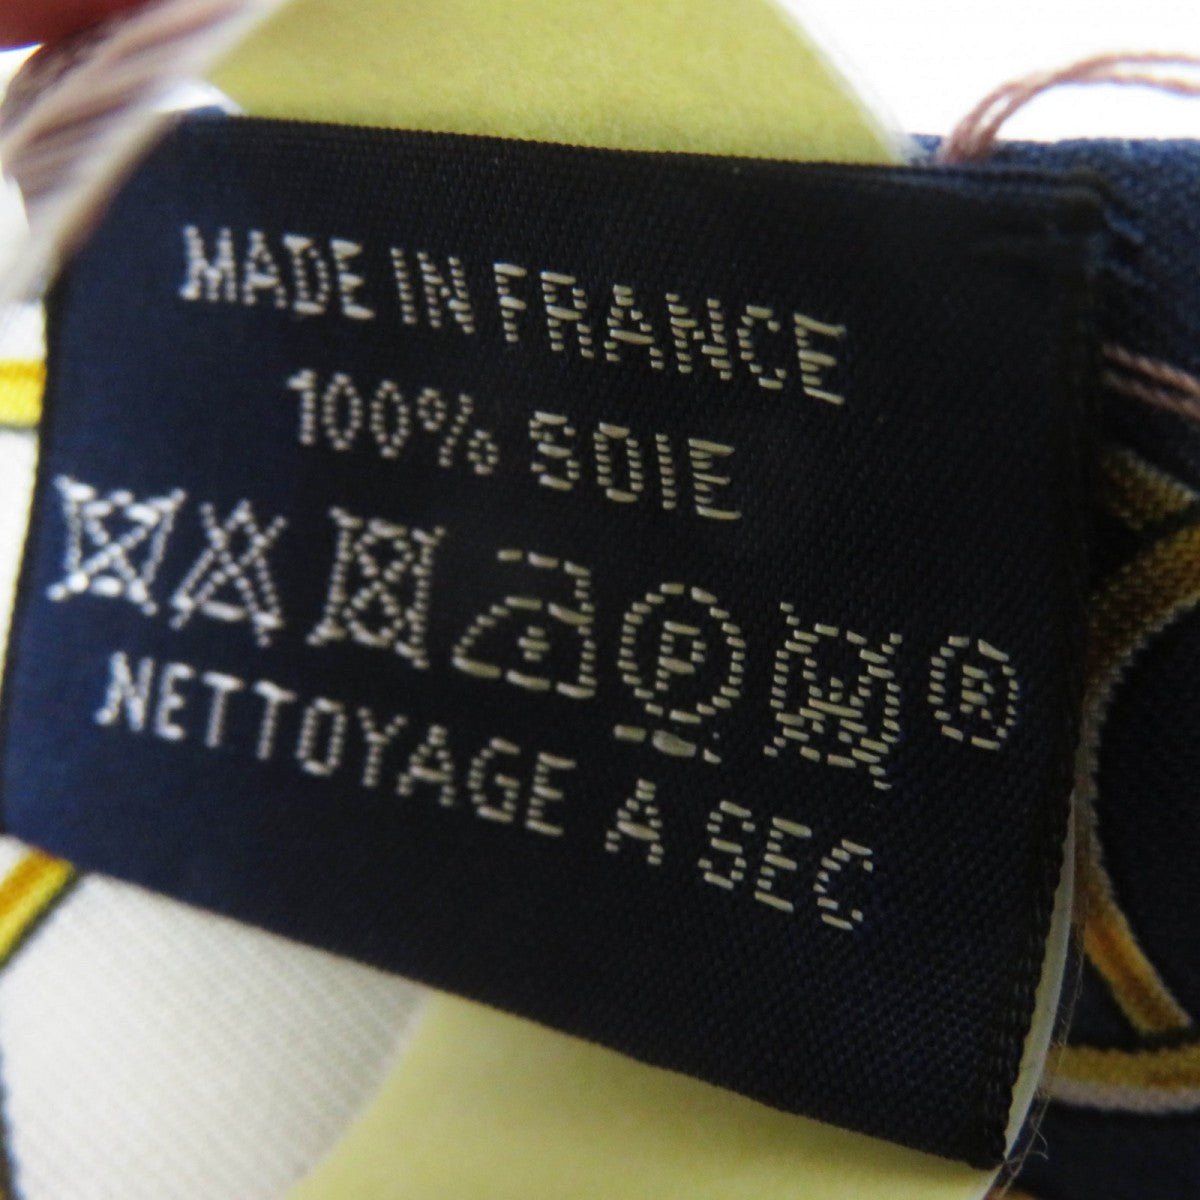 MADE IN FRANCE
100% SOIE
P R
NETTOYAGE A SEC